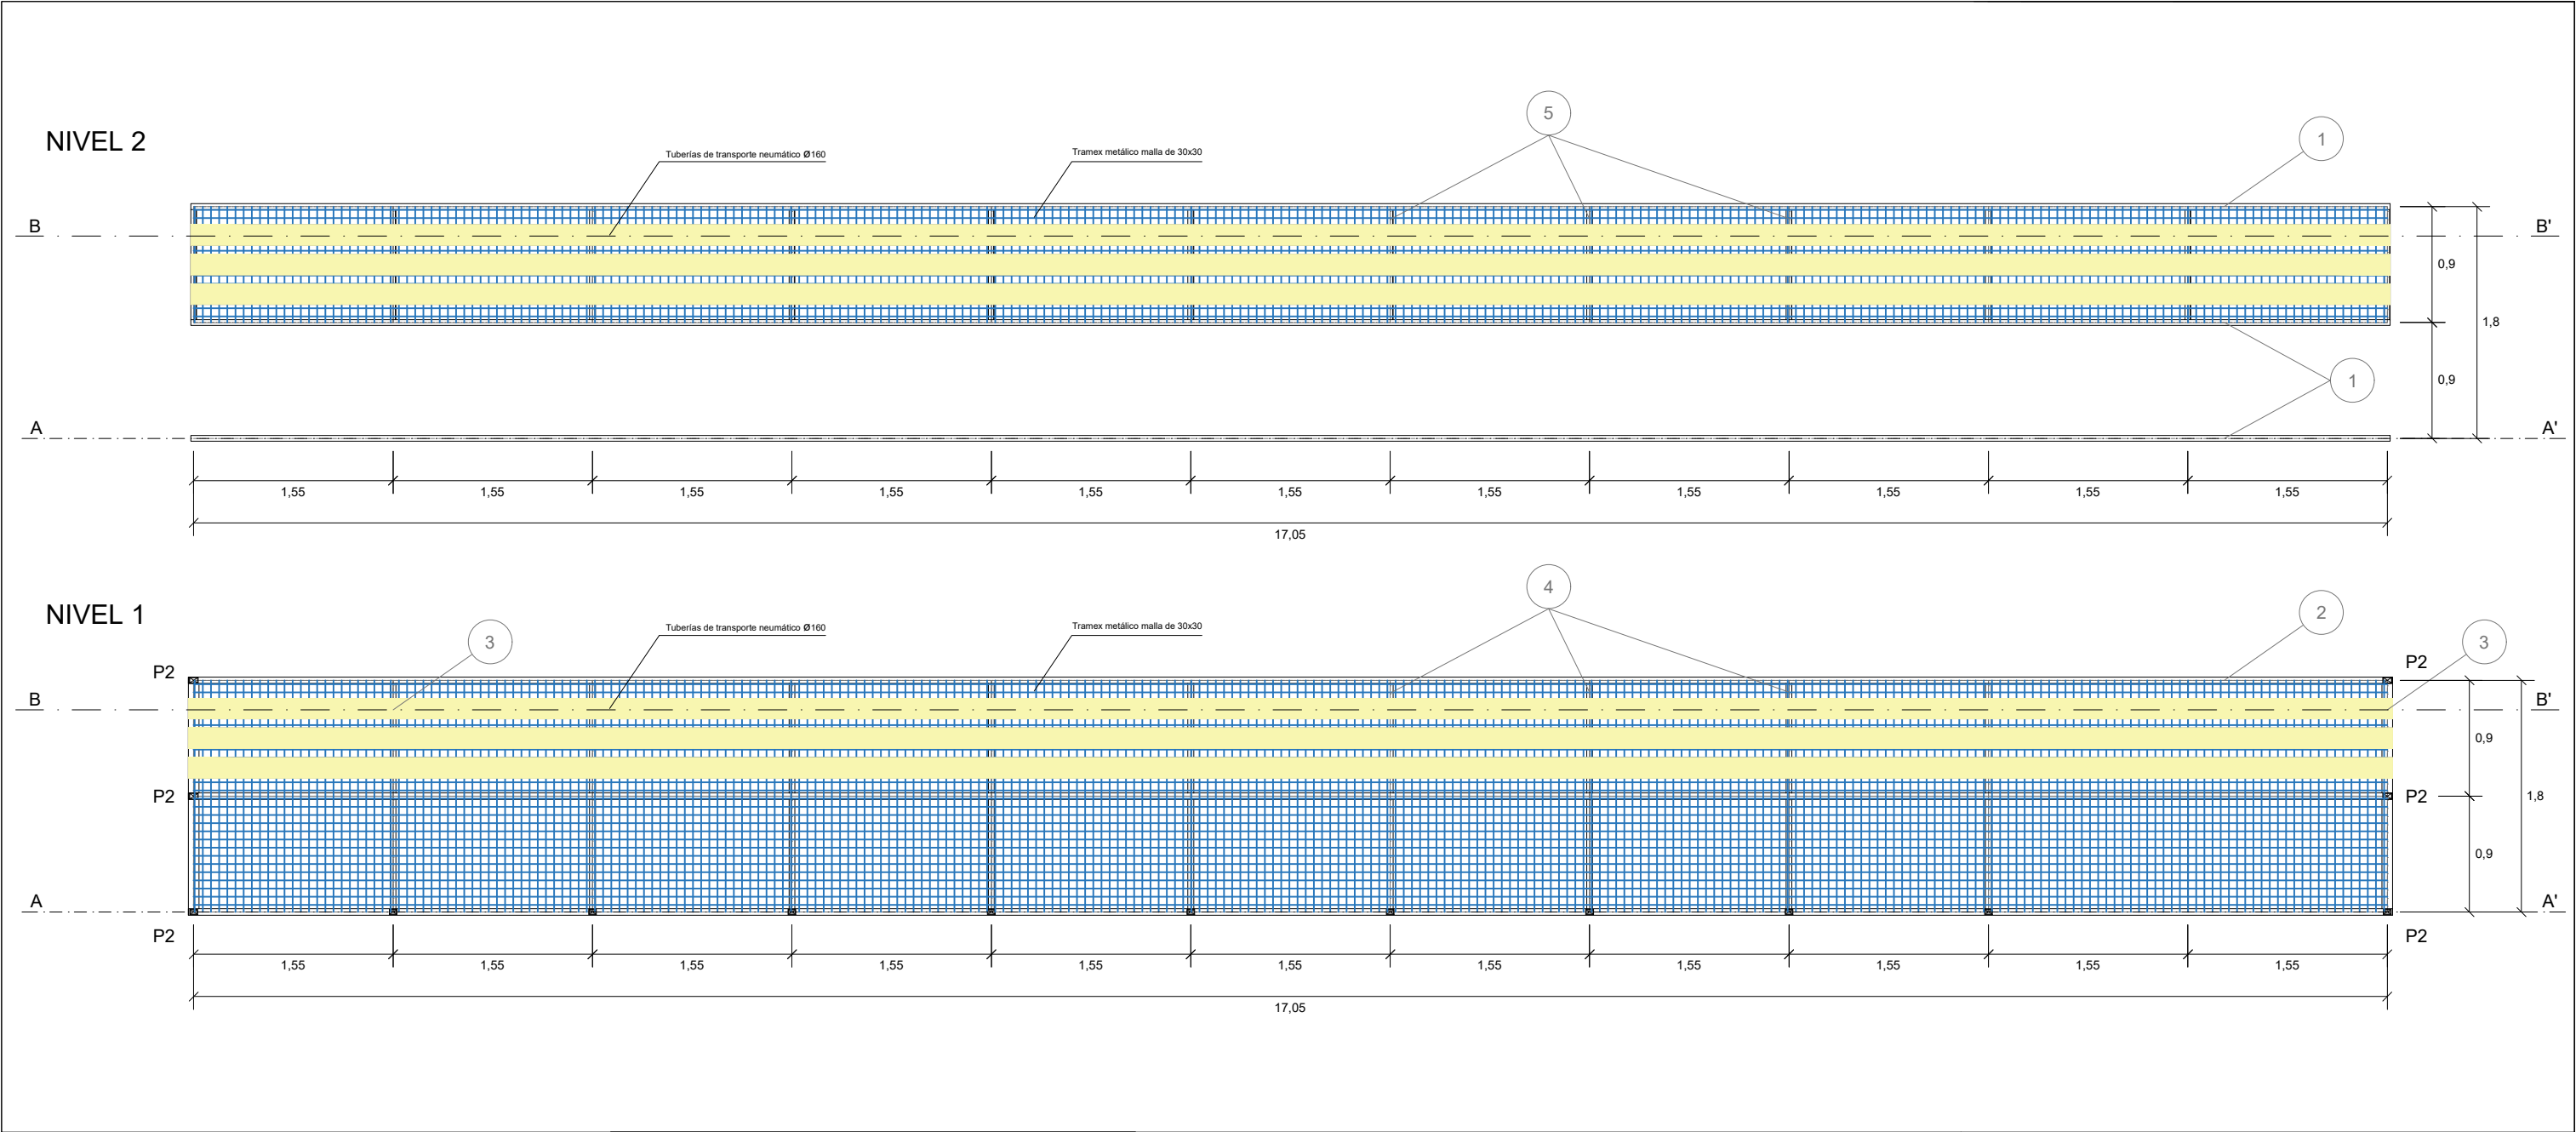 5
1
NIVEL 2
Tuberías de transporte neumático Ø160
Tramex metálico malla de 30x30
B
B'
0,9
1,8
0,9
1
A
A'
1,55 1,55 1,55 1,55 1,55 1,55 1,55 1,55 1,55 1,55 1,55
17,05
4
NIVEL 1
2
3
Tuberías de transporte neumático Ø160
Tramex metálico malla de 30x30
3
P2
P2
B
B'
0,9
P2
P2
1,8
0,9
A
A'
P2
P2
1,55 1,55 1,55 1,55 1,55 1,55 1,55 1,55 1,55 1,55 1,55
17,05